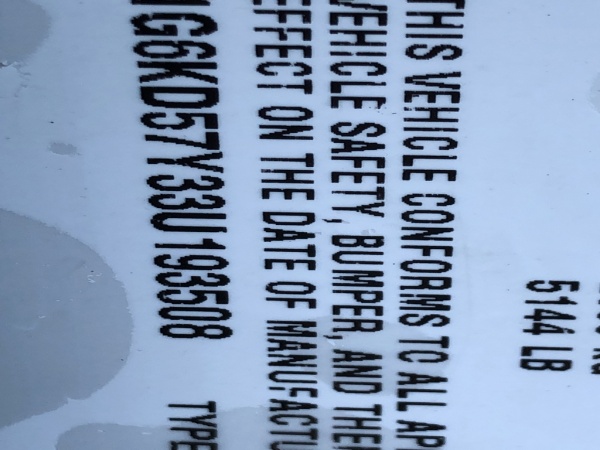 5144 LB
THIS VEHICLE CONFORMS TO ALL
VEHICLE SAFETY, BUMPER, AND
EFFECT ON THE DATE OF
1G6KD57Y33U193508 TYPE